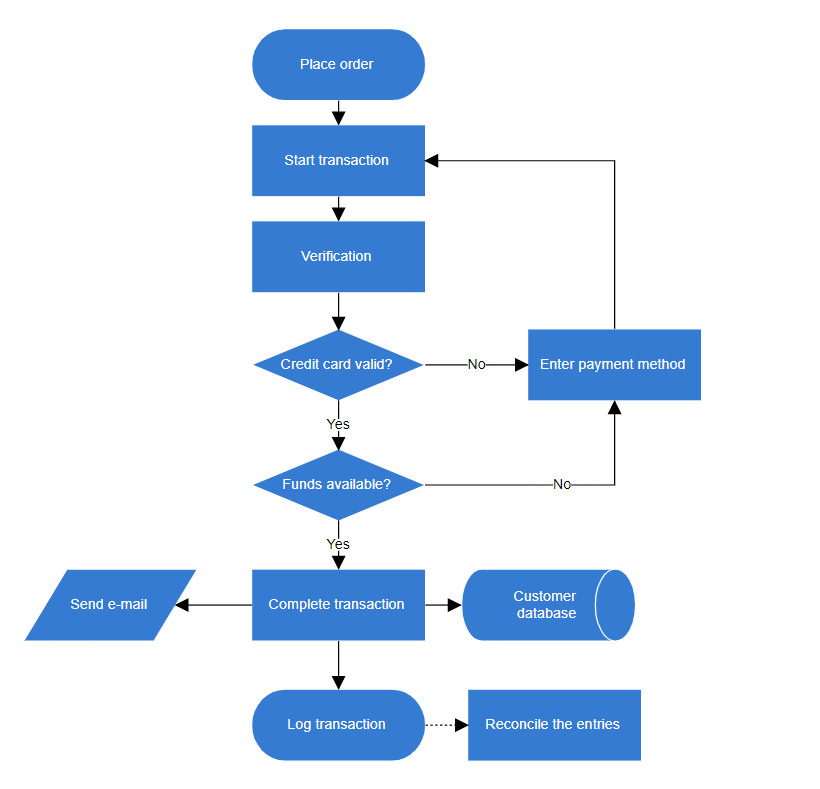 Place order
Start transaction
Verification
Credit card valid?
No
Enter payment method
Yes
Funds available?
No
Yes
Send e-mail
Complete transaction
Customer
database
Log transaction
Reconcile the entries